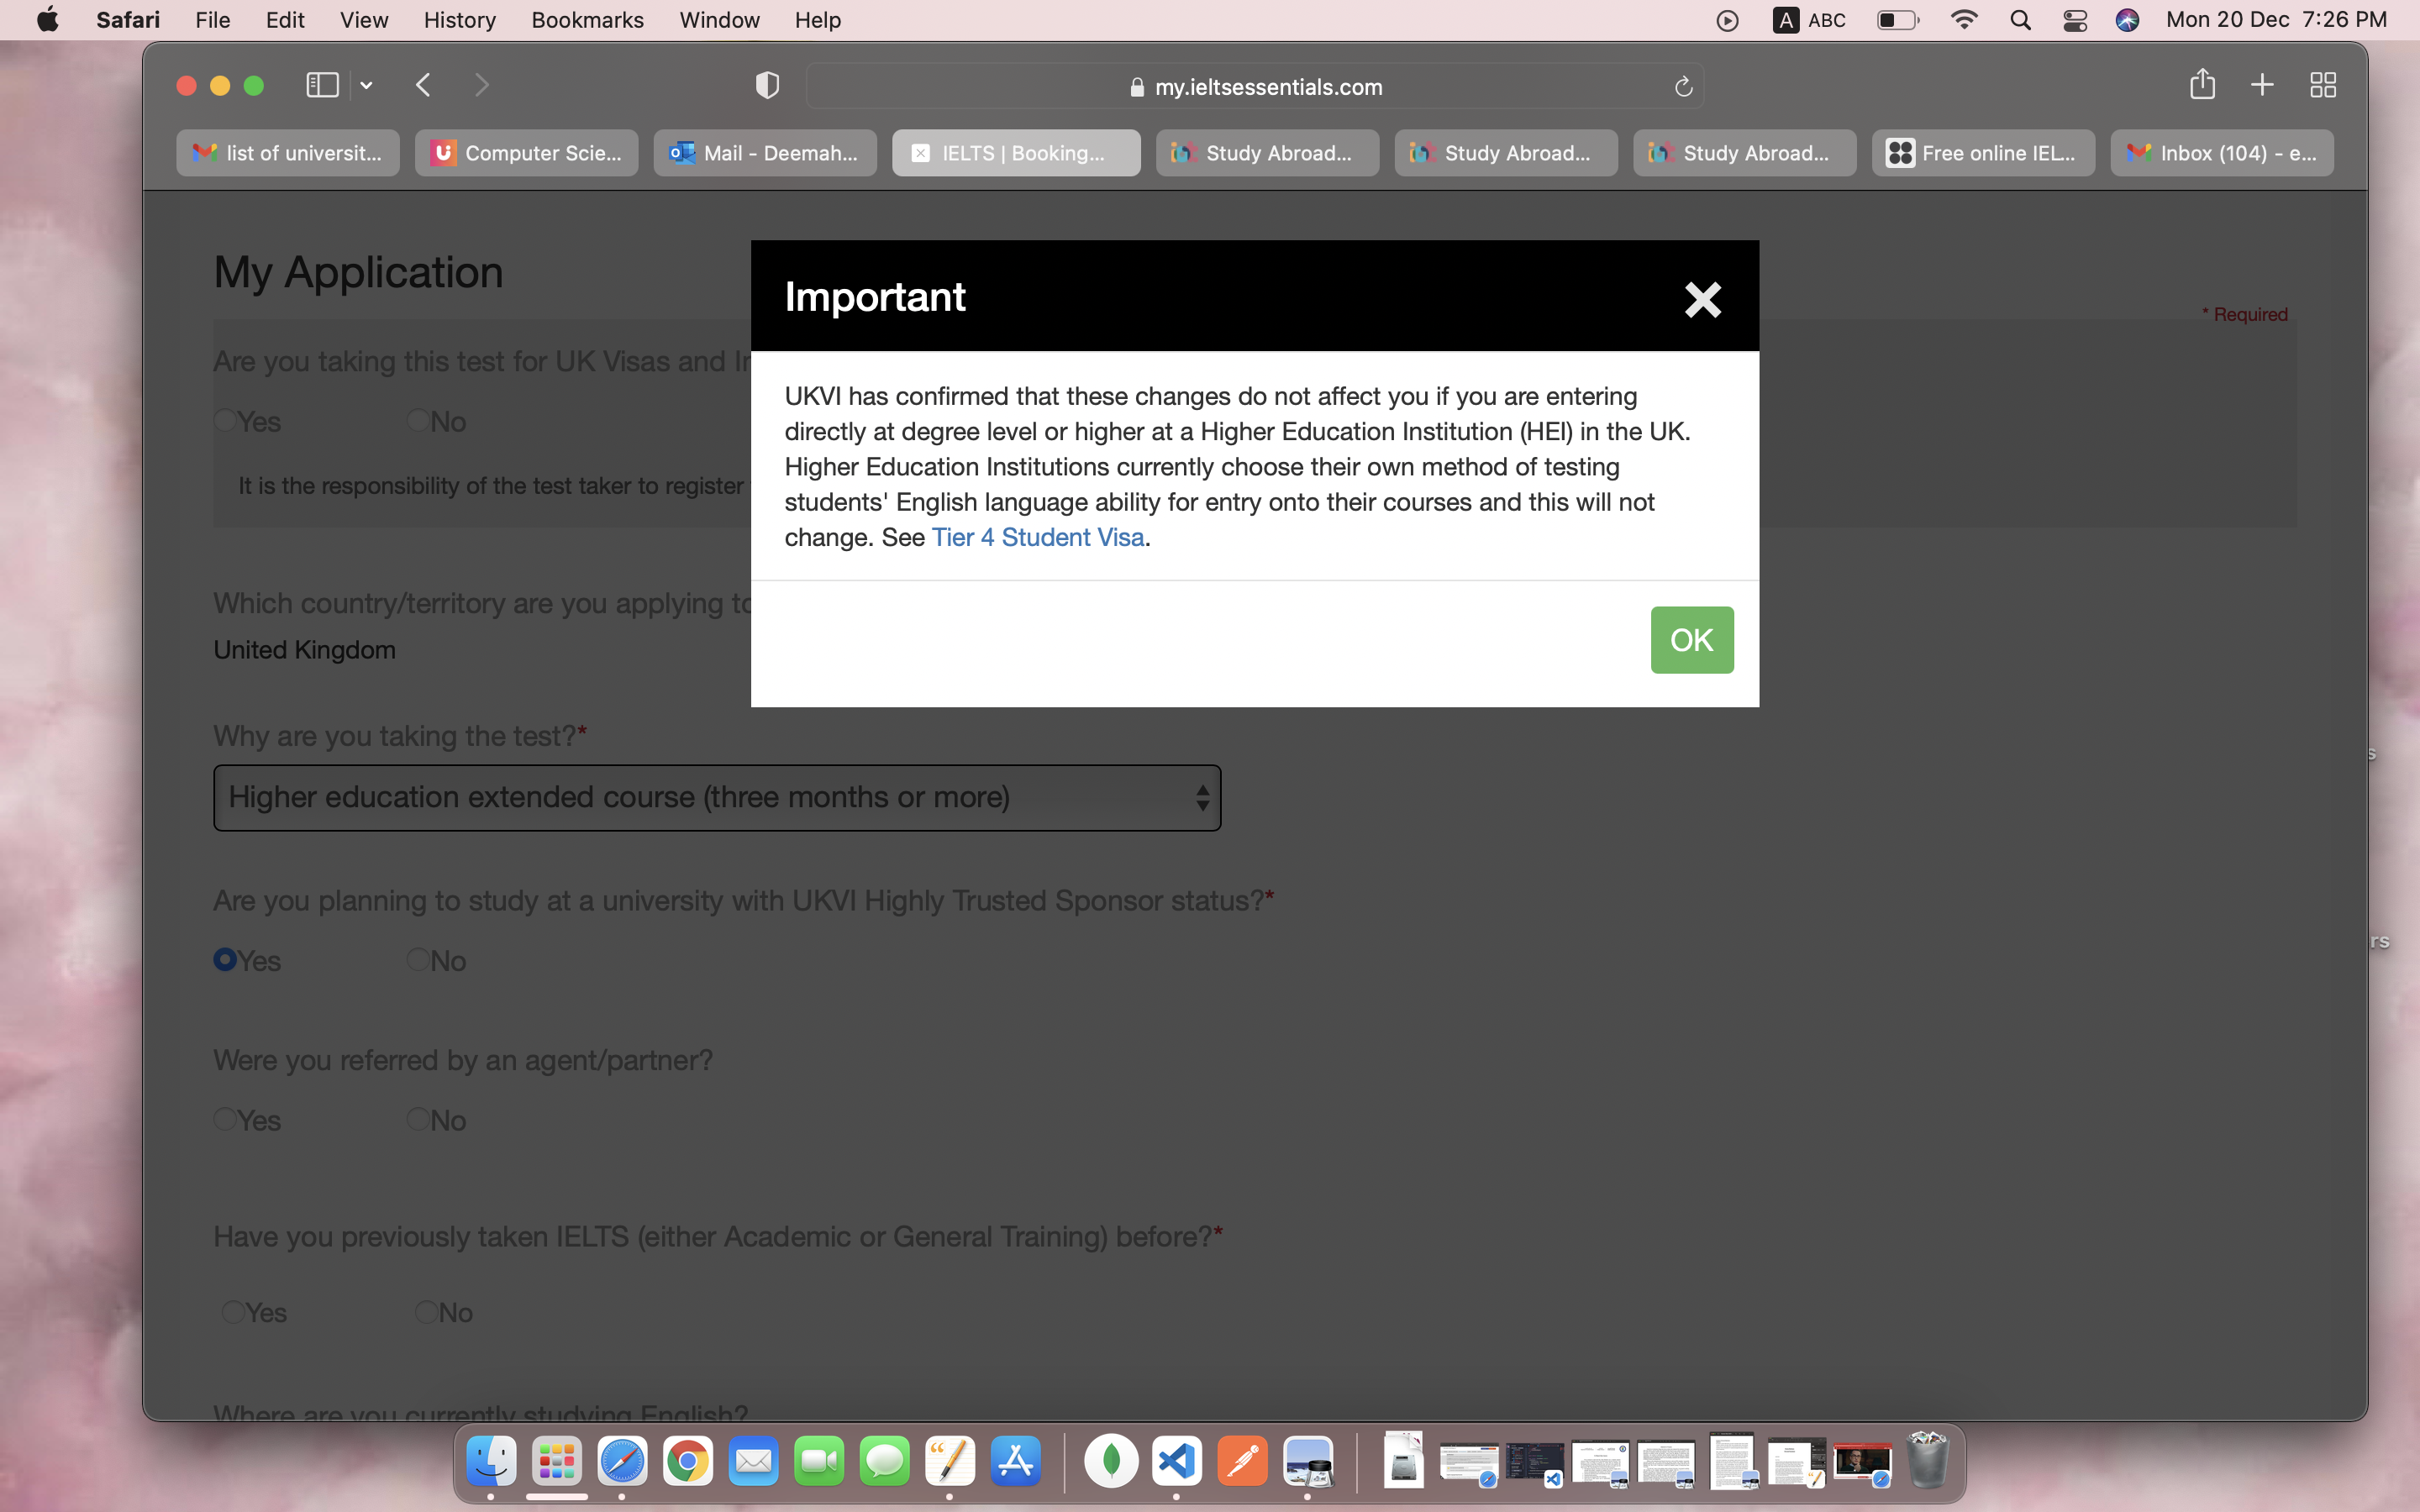 Safari File Edit View History Bookmarks Window Help
A ABC Mon 20 Dec 7:26 PM
my.ieltsessentials.com
list of universit...
Computer Scie...
Mail - Deemah...
IELTS | Booking...
Study Abroad...
Study Abroad...
Study Abroad...
Free online IEL...
Inbox (104) - e...
My Application
* Required
Are you taking this test for UK Visas and
Yes No
It is the responsibility of the test taker to register
Important
UKVI has confirmed that these changes do not affect you if you are entering
directly at degree level or higher at a Higher Education Institution (HEI) in the UK.
Higher Education Institutions currently choose their own method of testing
students' English language ability for entry onto their courses and this will not
change. See Tier 4 Student Visa.
OK
Which country/territory are you applying
United Kingdom
Why are you taking the test?*
Higher education extended course (three months or more)
Are you planning to study at a university with UKVI Highly Trusted Sponsor status?*
Yes No
Were you referred by an agent/partner?
Yes No
Have you previously taken IELTS (either Academic or General Training) before?*
Yes No
Where are you currently studying English?